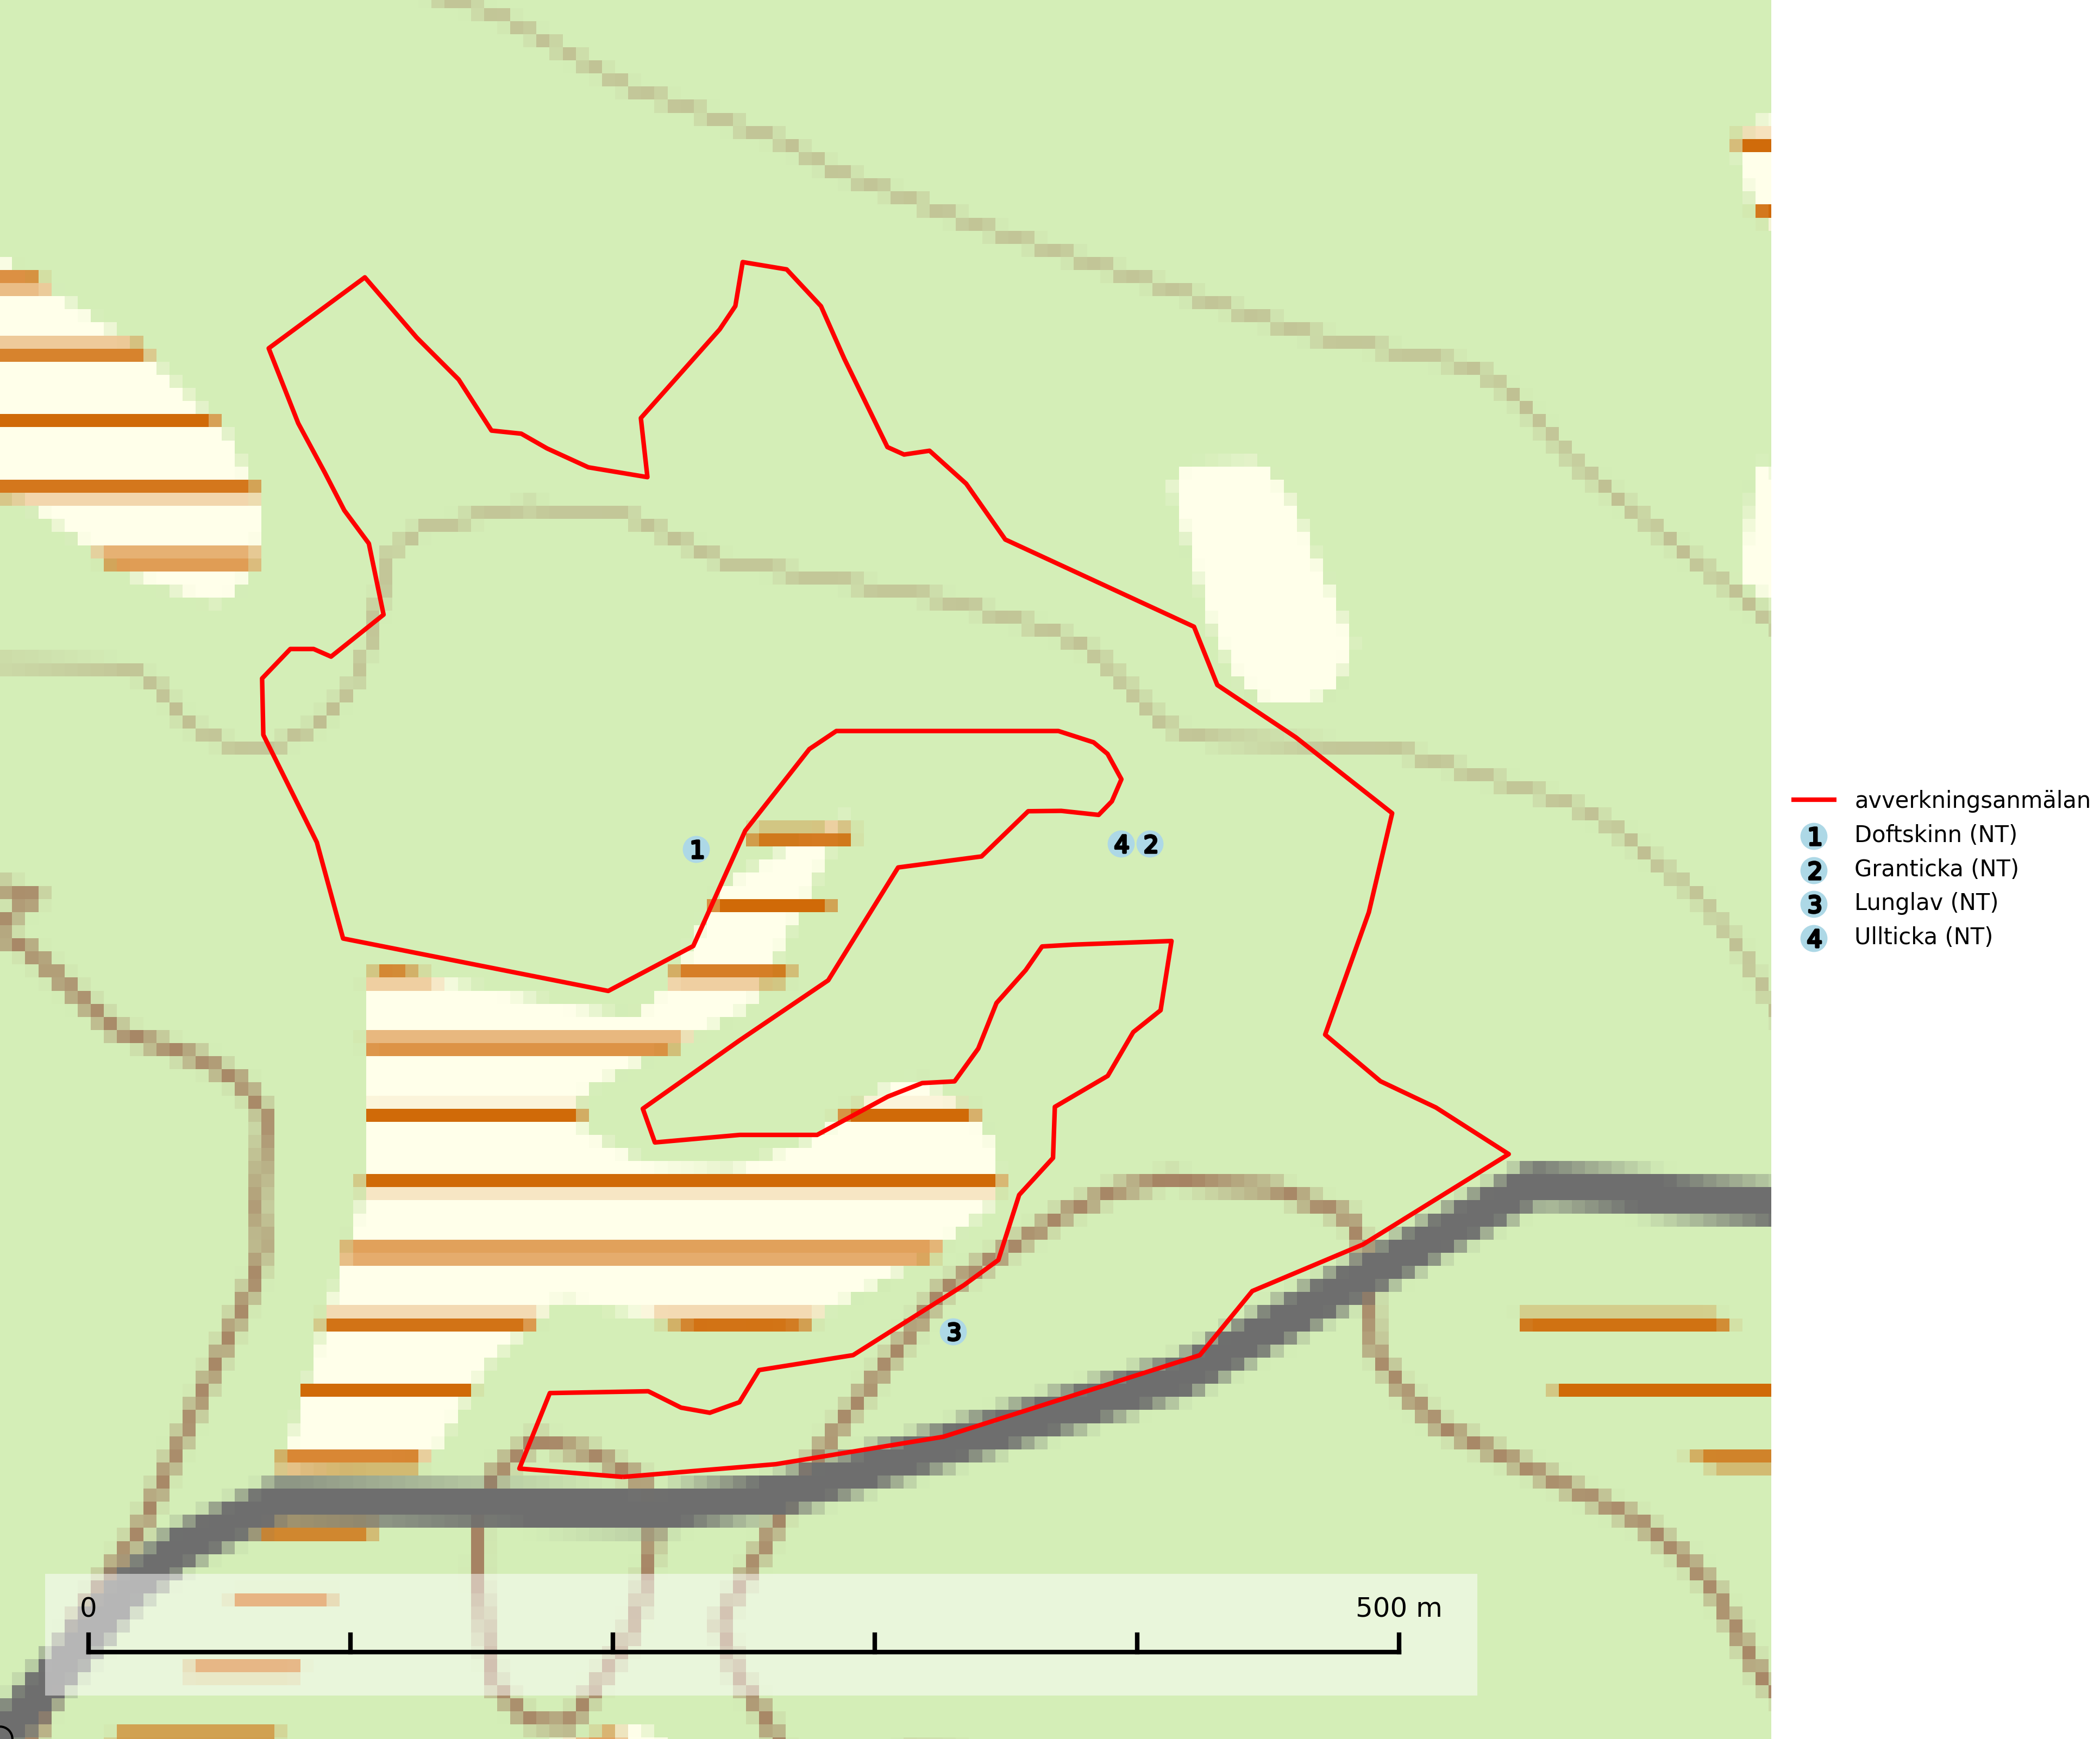 1
4 2
3
0
500 m
avverkningsanmälan
1 Doftskinn (NT)
2 Granticka (NT)
3 Lunglav (NT)
4 Ullticka (NT)